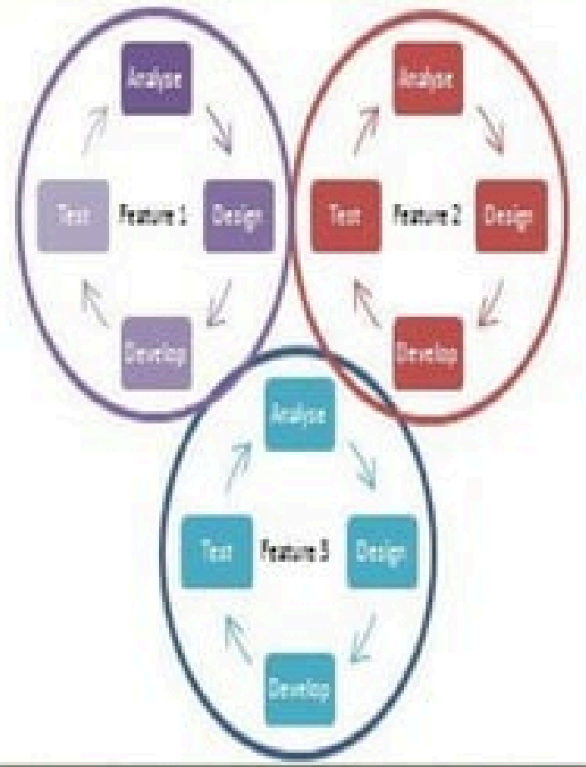 Analyse
Test
Feature 1
Design
Develop
Analyse
Test
Feature 2
Design
Develop
Analyse
Test
Feature 3
Design
Develop